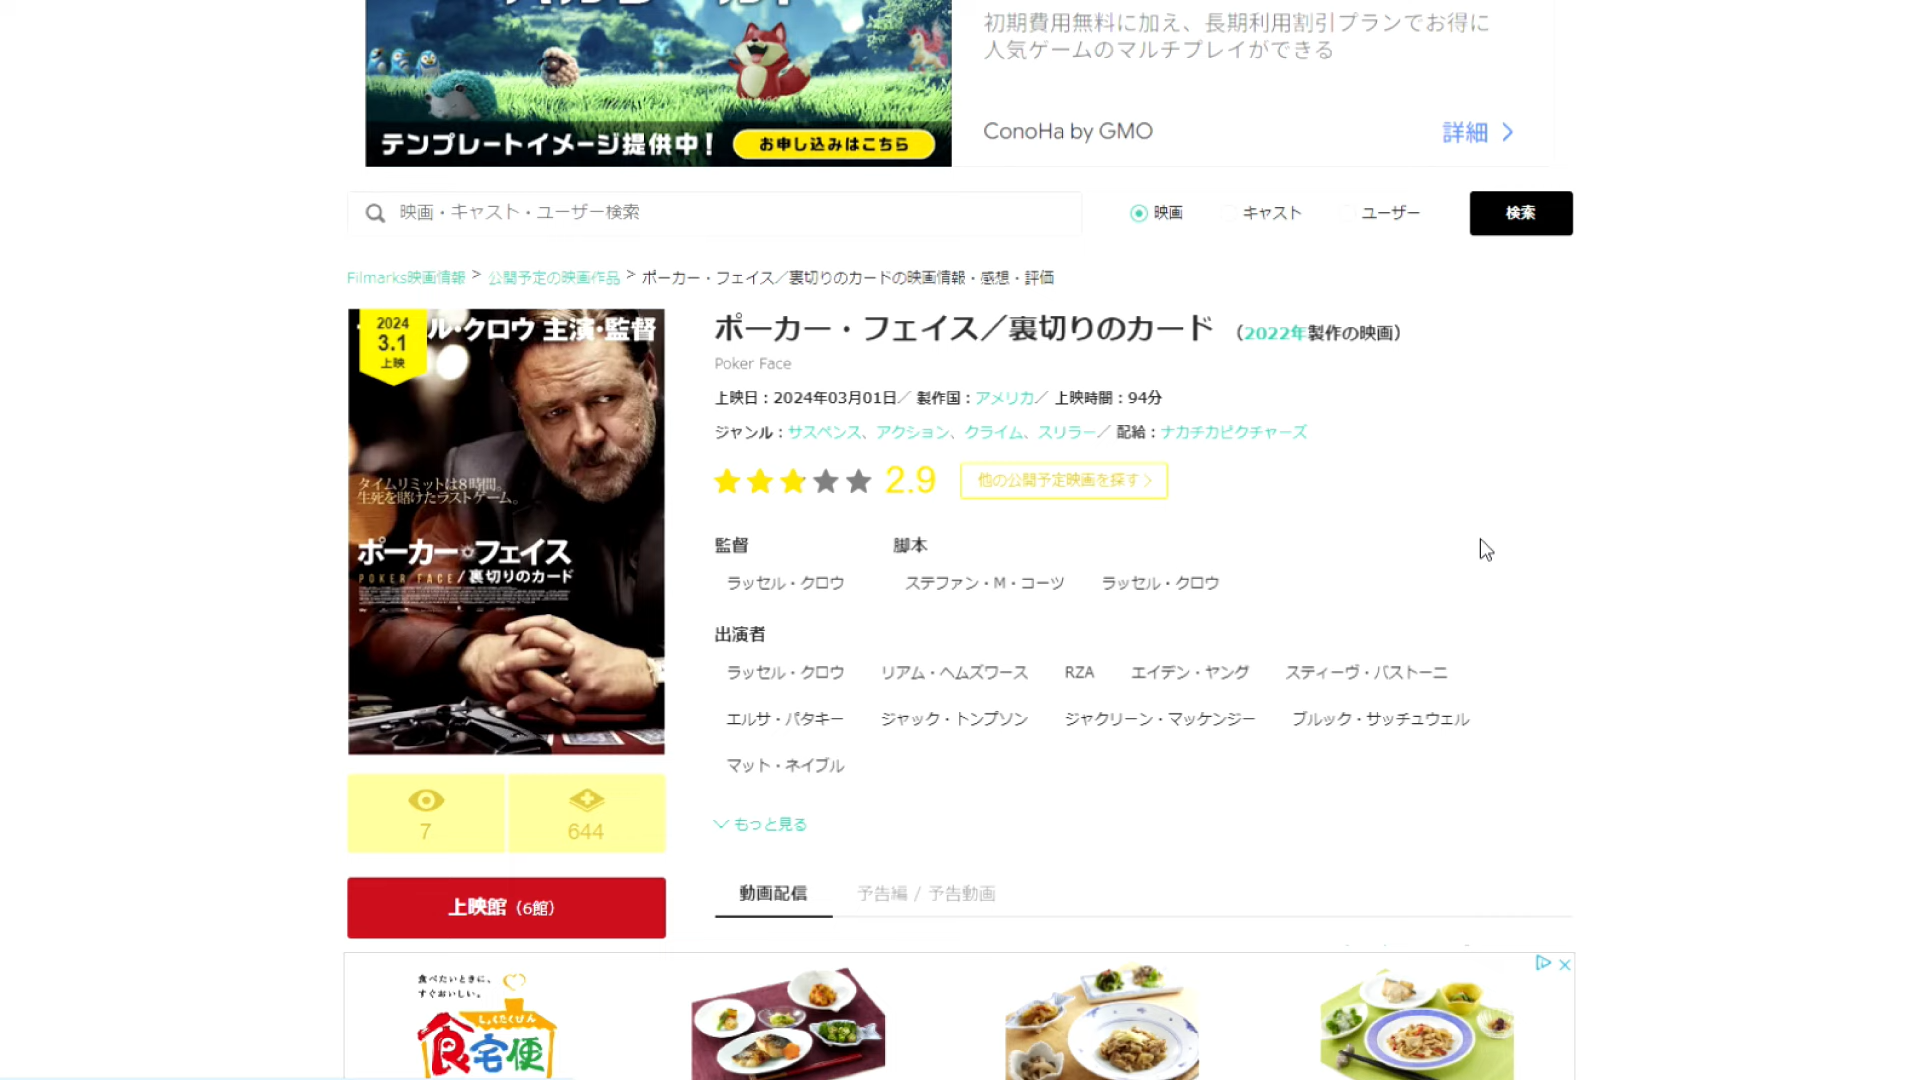 初期費用無料に加え、長期利用割引プランでお得に
人気ゲームのマルチプレイができる
テンプレートイメージ提供中！
お申し込みはこちら
ConoHa by GMO
詳細
映画・キャスト・ユーザー検索
映画
キャスト
ユーザー
検索
Filmarks映画情報 > 公開予定の映画作品 > ポーカー・フェイス／裏切りのカードの映画情報・感想・評価
2024
3.1
上映
ル・クロウ 主演・監督
タイムリミットは8時間。
生死を賭けたラストゲーム。
ポーカー・フェイス
POKER FACE/裏切りのカード
ポーカー・フェイス／裏切りのカード （2022年製作の映画）
Poker Face
上映日：2024年03月01日／ 製作国：アメリカ／ 上映時間：94分
ジャンル：サスペンス、アクション、クライム、スリラー／ 配給：ナカチカピクチャーズ
2.9
他の公開予定映画を探す
監督
脚本
ラッセル・クロウ
ステファン・M・コーツ
ラッセル・クロウ
出演者
ラッセル・クロウ リアム・ヘムズワース RZA エイデン・ヤング スティーヴ・バストーニ
エルサ・パタキー ジャック・トンプソン ジャクリーン・マッケンジー ブルック・サッチュウェル
マット・ネイブル
もっと見る
7
644
上映館（6館）
動画配信
予告編 / 予告動画
食べたいときに、
すぐおいしい。
しょくたくびん
食宅便